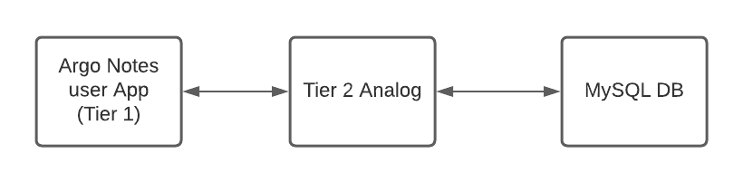 Argo Notes
user App
(Tier 1)
Tier 2 Analog
MySQL DB